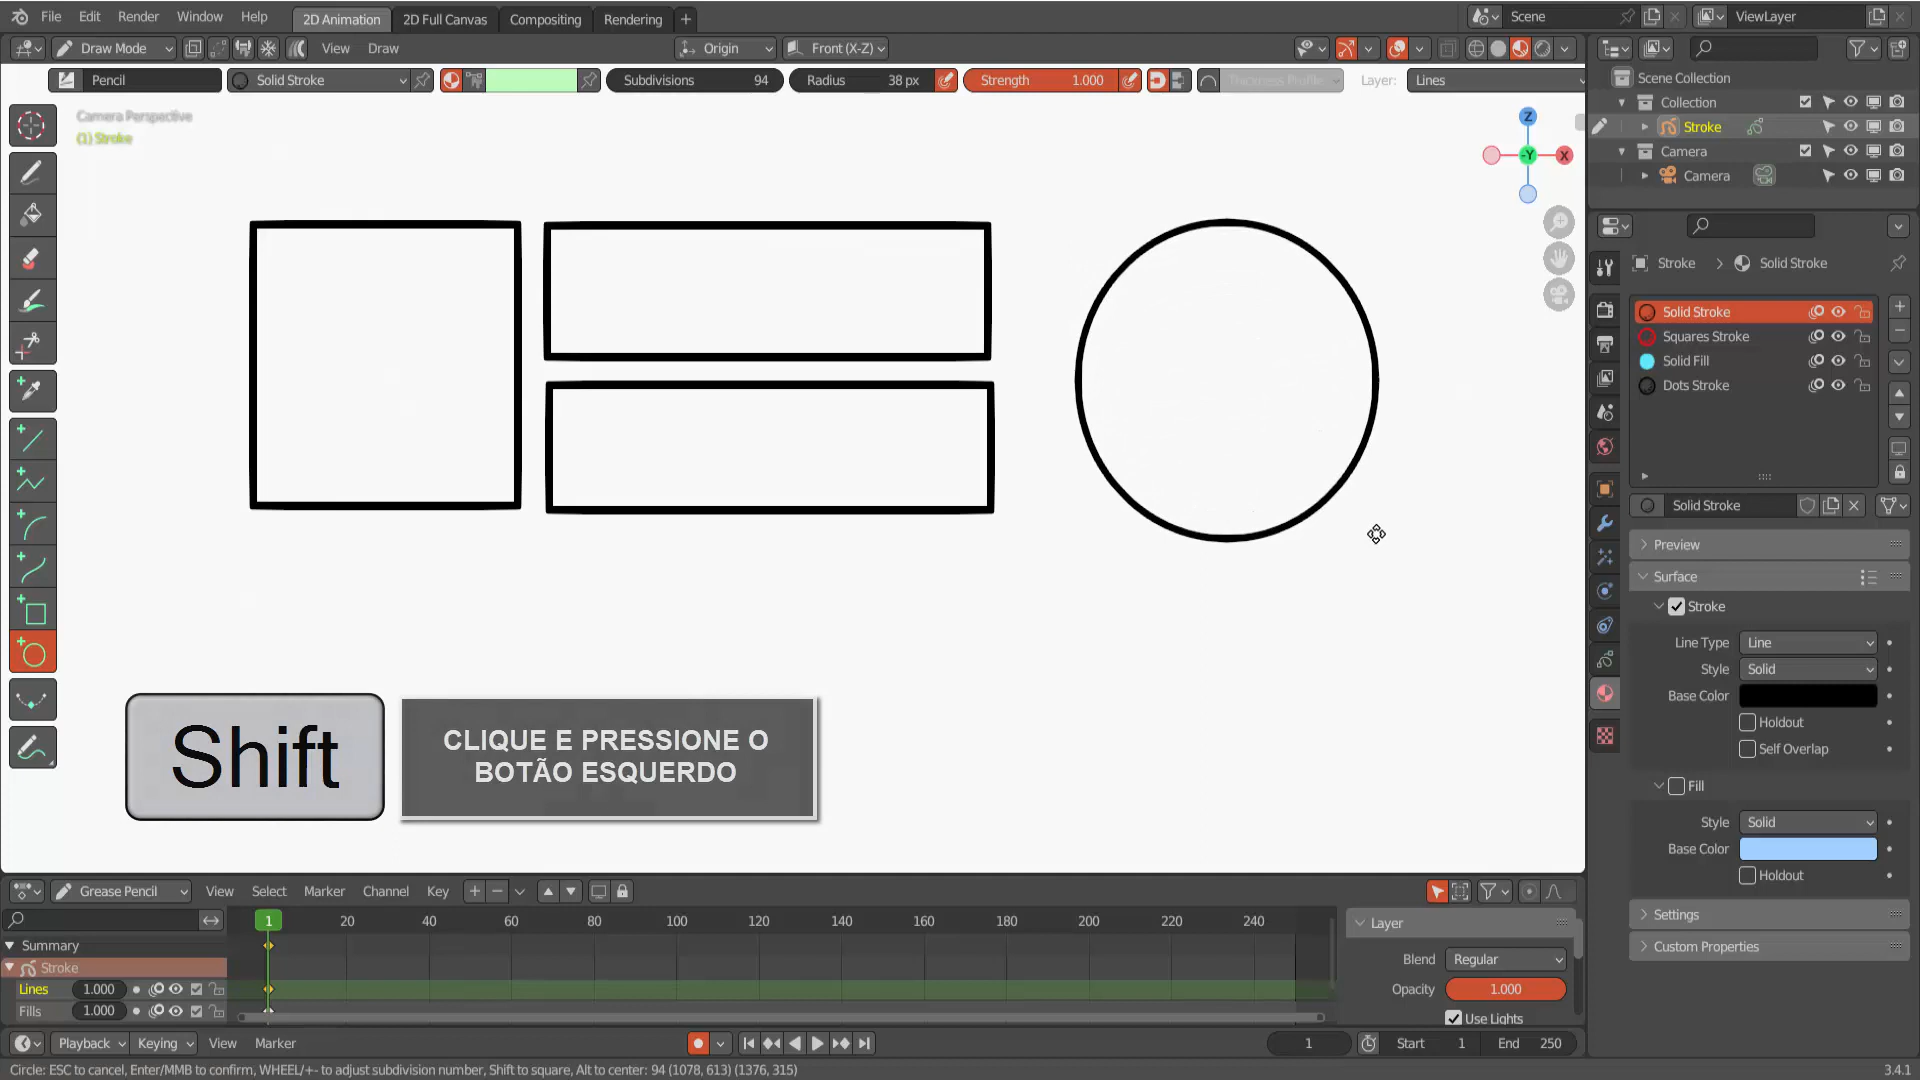 File Edit Render Window Help 2D Animation 2D Full Canvas Compositing Rendering + Scene ViewLayer
Draw Mode View Draw Origin Front (X-Z)
Pencil Solid Stroke Subdivisions 94 Radius 38 px Strength 1.000 Thickness Profile Layer: Lines
Camera Perspective
(1) Stroke
Z
-Y
X
Scene Collection
Collection
Stroke
Camera
Camera
Stroke > Solid Stroke
Solid Stroke
Squares Stroke
Solid Fill
Dots Stroke
Solid Stroke
Preview
Surface
Stroke
Line Type Line
Style Solid
Base Color
Holdout
Self Overlap
Fill
Style Solid
Base Color
Holdout
Settings
Custom Properties
Shift
CLIQUE E PRESSIONE O
BOTÃO ESQUERDO
Grease Pencil View Select Marker Channel Key
1 20 40 60 80 100 120 140 160 180 200 220 240
Summary
Stroke
Lines 1.000
Fills 1.000
Layer
Blend Regular
Opacity 1.000
Use Lights
Playback Keying View Marker 1 Start 1 End 250
Circle: ESC to cancel, Enter/MMB to confirm, WHEEL/+- to adjust subdivision number, Shift to square, Alt to center: 94 (1078, 613) (1376, 315) 3.4.1